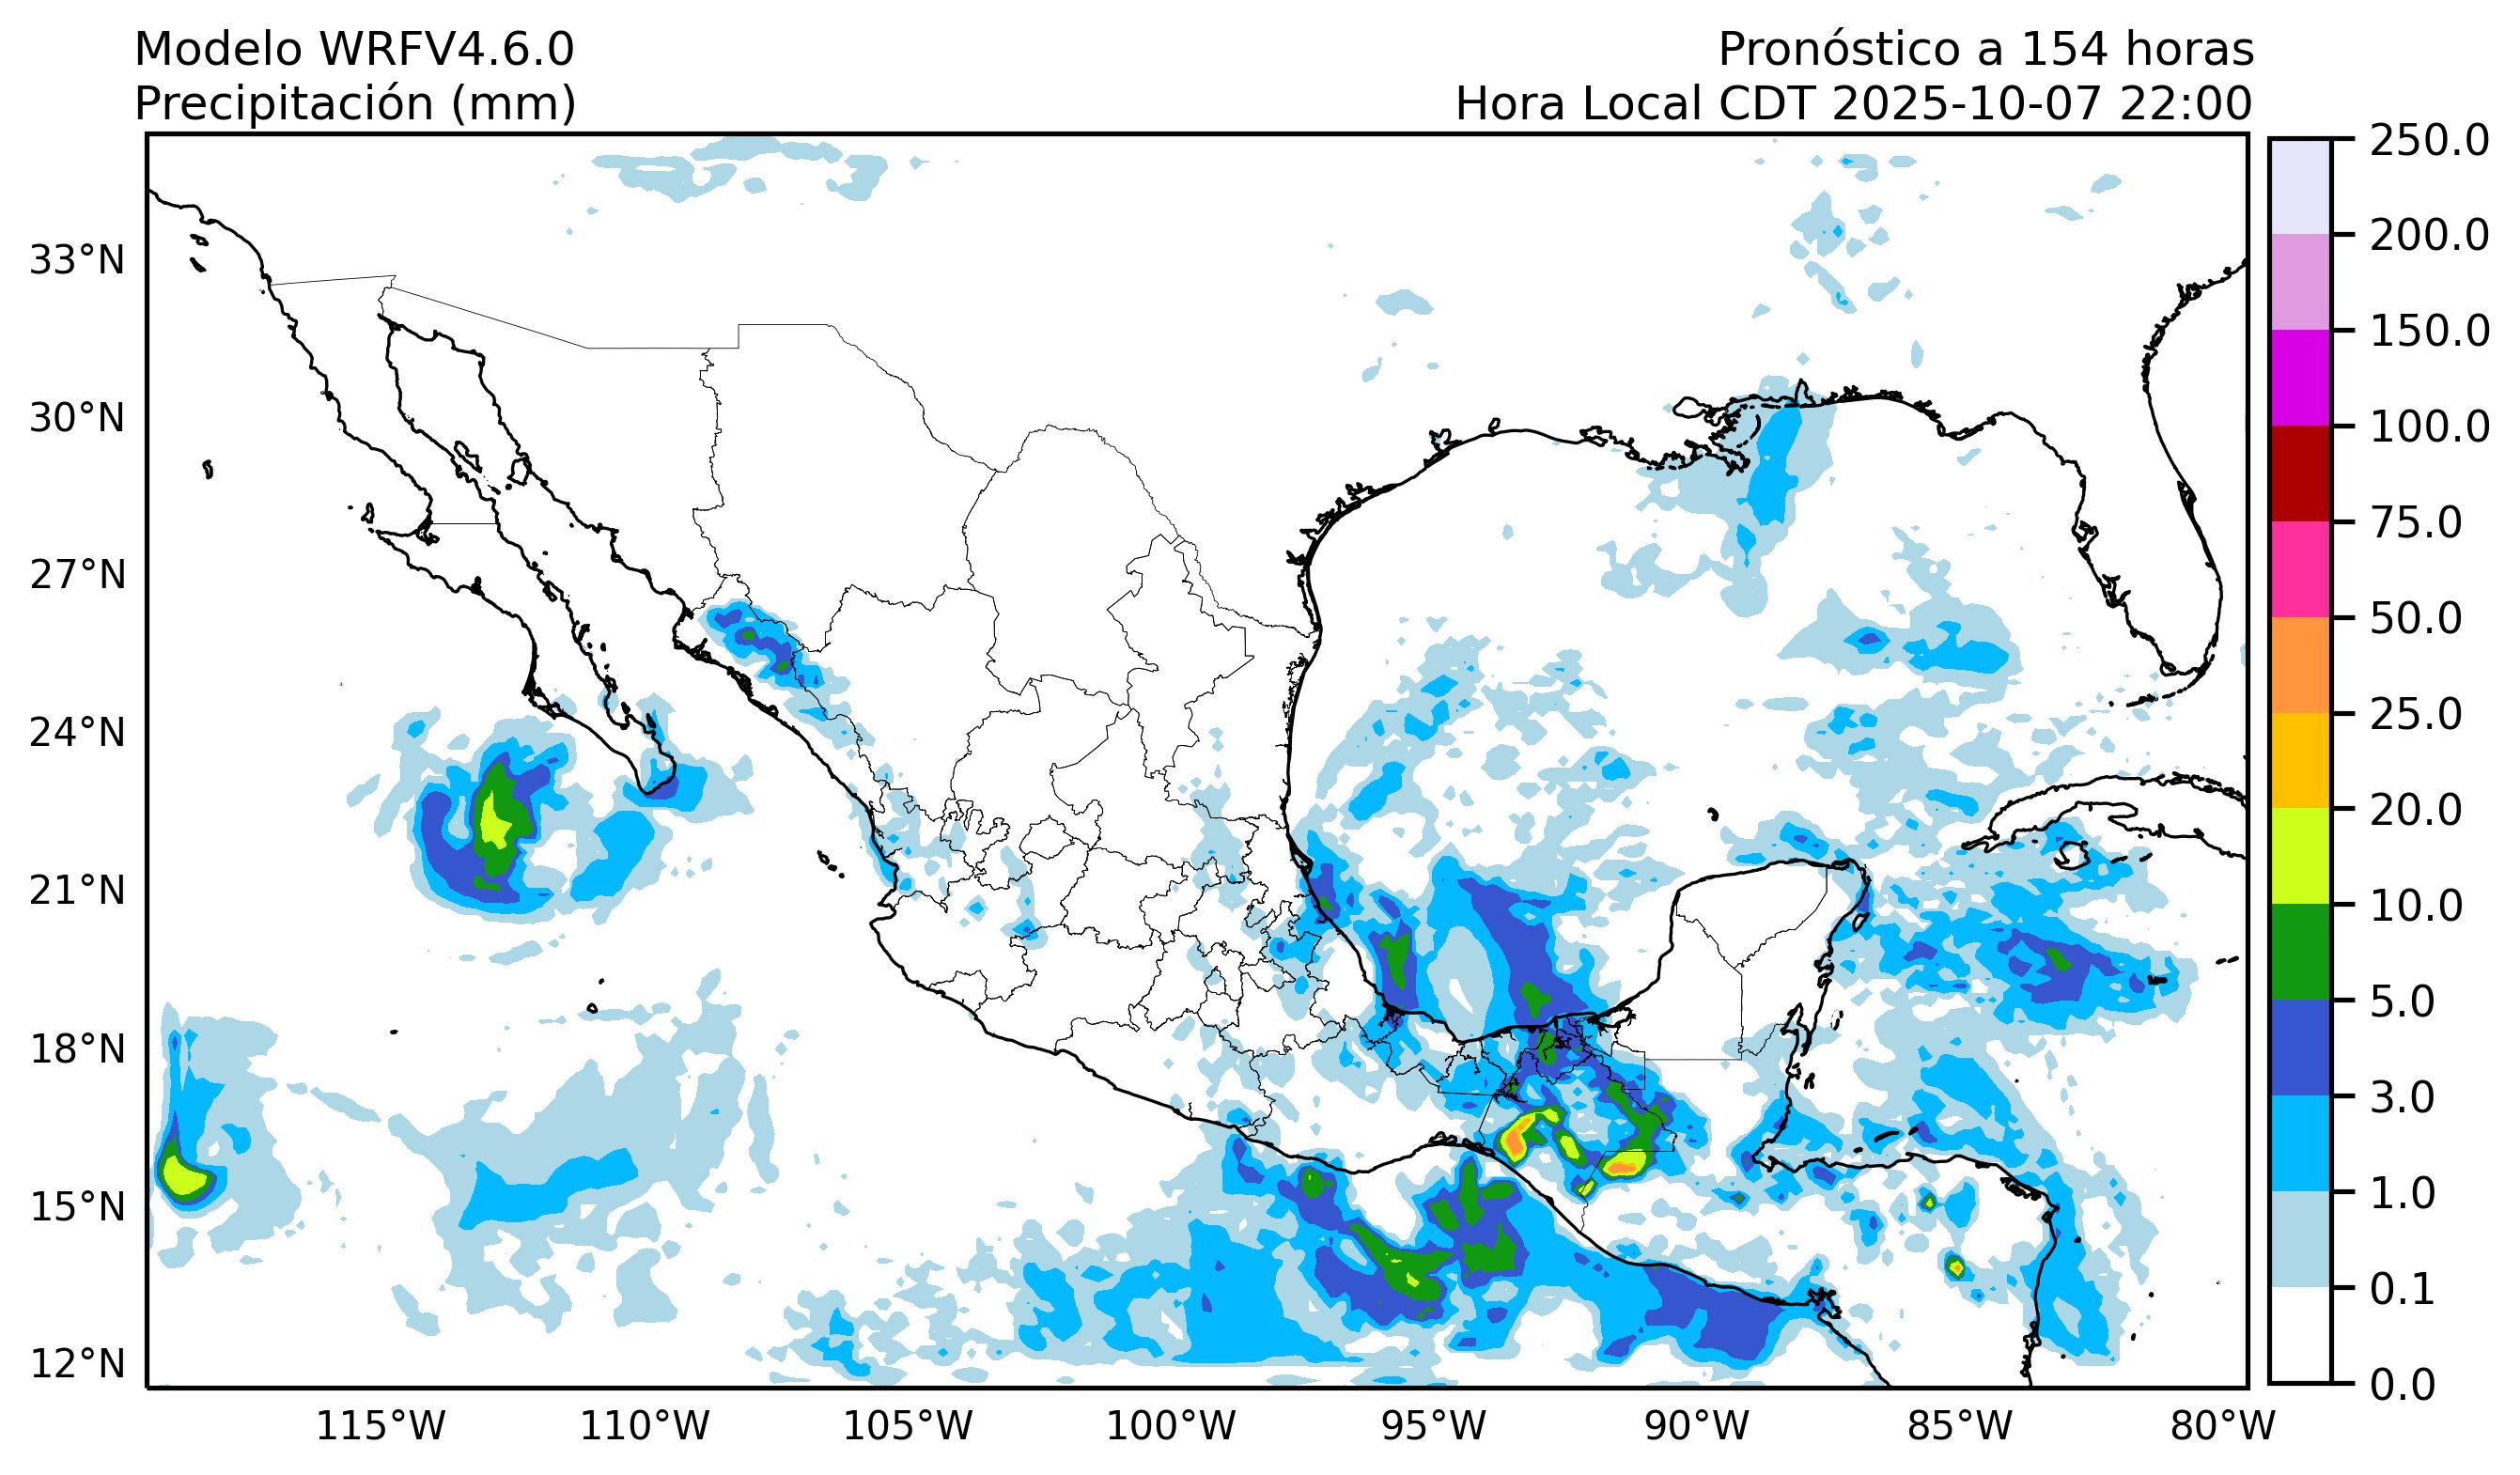 Modelo WRFV4.6.0
Precipitación (mm)
Pronóstico a 154 horas
Hora Local CDT 2025-10-07 22:00
33°N
30°N
27°N
24°N
21°N
18°N
15°N
12°N
115°W
110°W
105°W
100°W
95°W
90°W
85°W
80°W
250.0
200.0
150.0
100.0
75.0
50.0
25.0
20.0
10.0
5.0
3.0
1.0
0.1
0.0